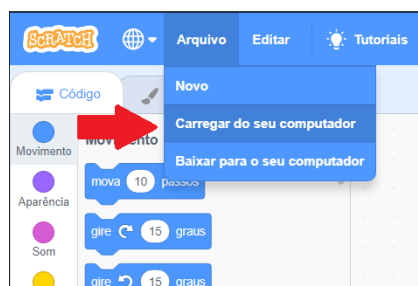 SCRATCH Arquivo Editar Tutoriais
Código
Novo
Carregar do seu computador
Baixar para o seu computador
Movimento
Aparência
Som
mova 10 passos
gire 15 graus
gire 15 graus